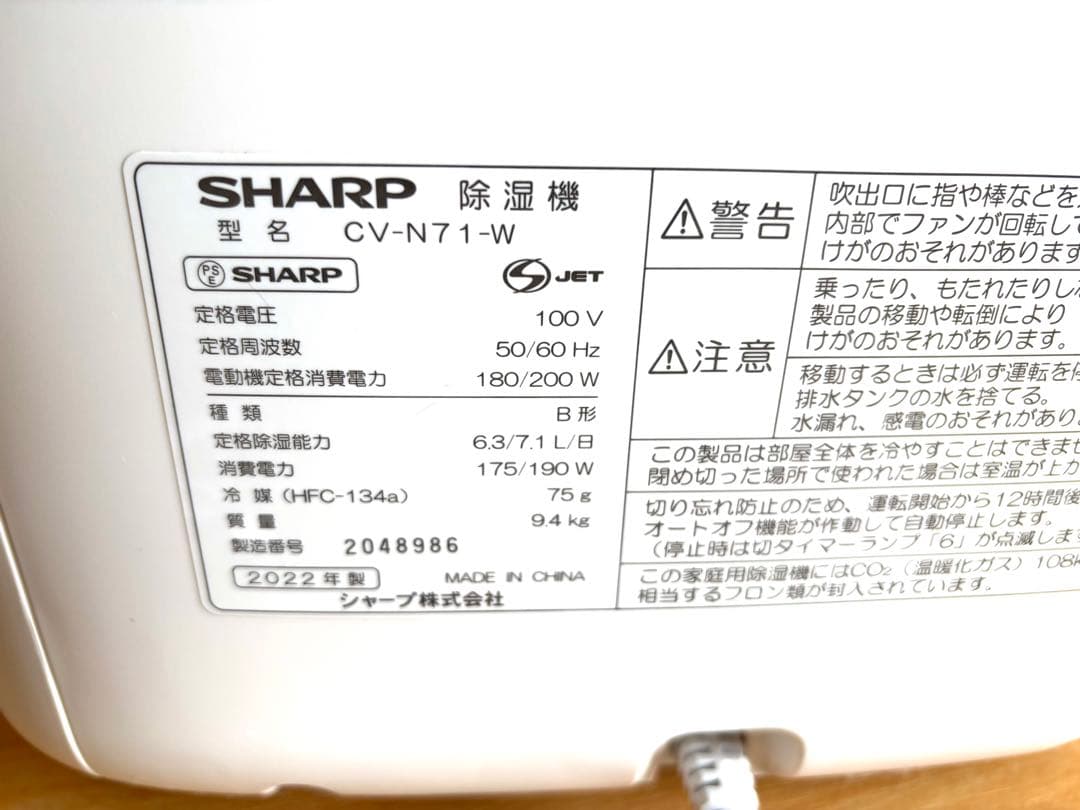 SHARP 除湿機
型名 CV-N71-W
PSE SHARP
S JET
定格電圧 100 V
定格周波数 50/60 Hz
電動機定格消費電力 180/200 W
種類 B形
定格除湿能力 6.3/7.1 L/日
消費電力 175/190 W
冷媒(HFC-134a) 75 g
質量 9.4 kg
製造番号 2048986
2022年製 MADE IN CHINA
シャープ株式会社
⚠警告
吹出口に指や棒などを
内部でファンが回転して
けがのおそれがあります
⚠注意
乗ったり、もたれたりしな
製品の移動や転倒により
けがのおそれがあります。
移動するときは必ず運転を
排水タンクの水を捨てる。
水漏れ、感電のおそれがあり
この製品は部屋全体を冷やすことはできませ
閉め切った場所で使われた場合は室温が上が
切り忘れ防止のため、運転開始から12時間後
オートオフ機能が作動して自動停止します。
(停止時は切タイマーランプ「6」が点滅します
この家庭用除湿機にはCO₂(温暖化ガス)108k
相当するフロン類が封入されています。